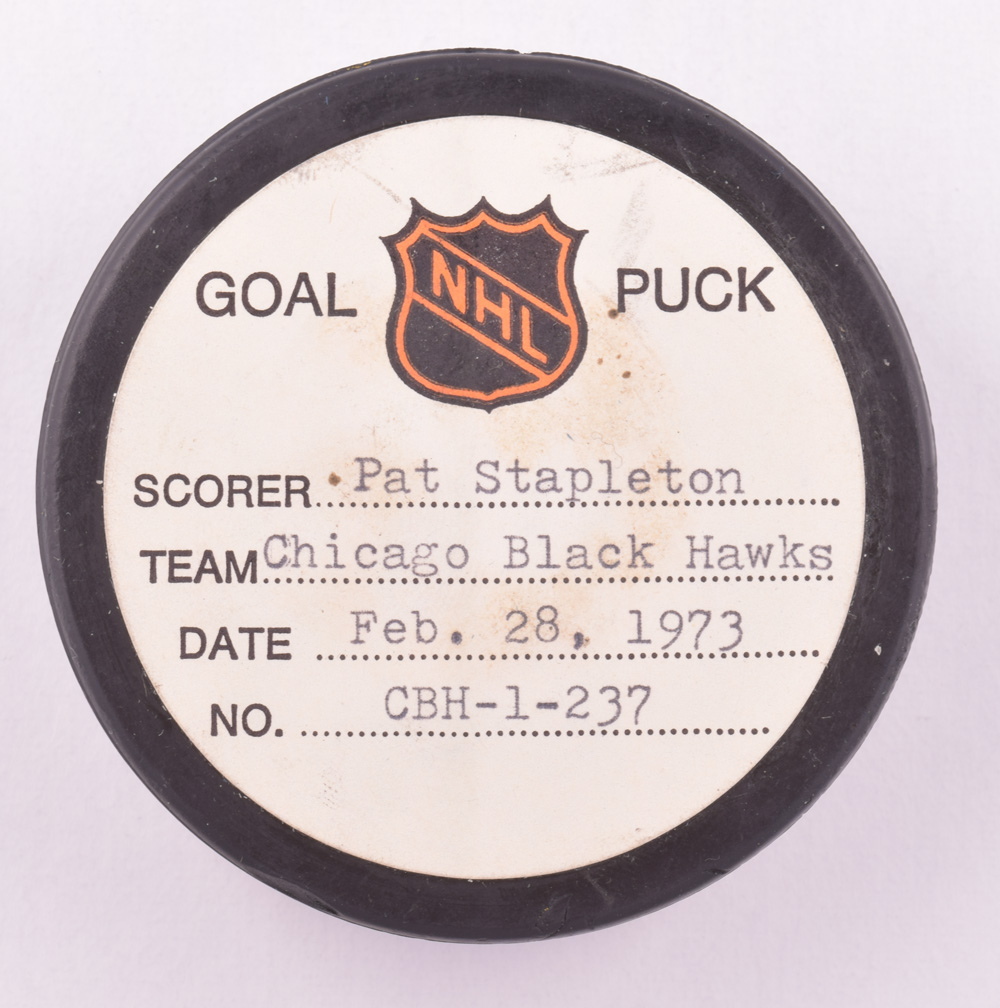 GOAL NHL PUCK
SCORER Pat Stapleton
TEAM Chicago Black Hawks
DATE Feb. 28, 1973
NO. CBH-1-237